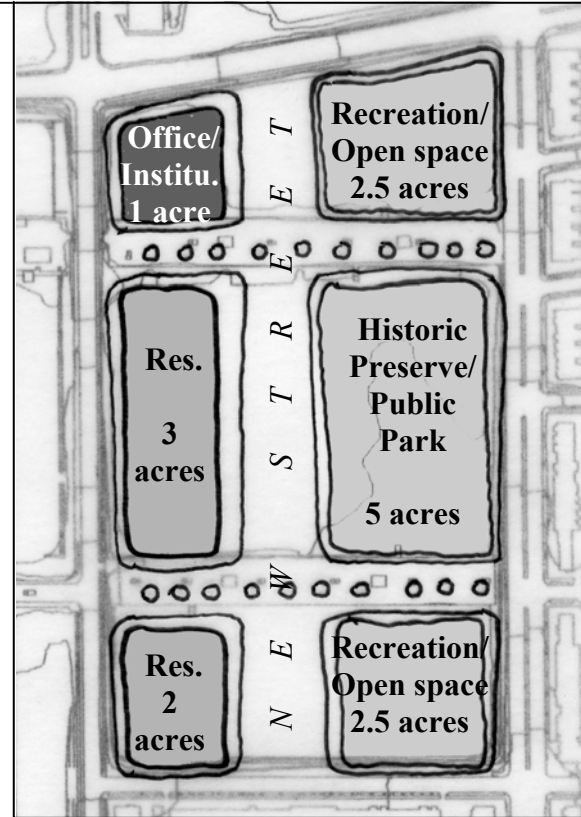 Office/
Institu.
1 acre
Recreation/
Open space
2.5 acres
Res.
3
acres
Historic
Preserve/
Public
Park
5 acres
Res.
2
acres
Recreation/
Open space
2.5 acres
NEW STREET